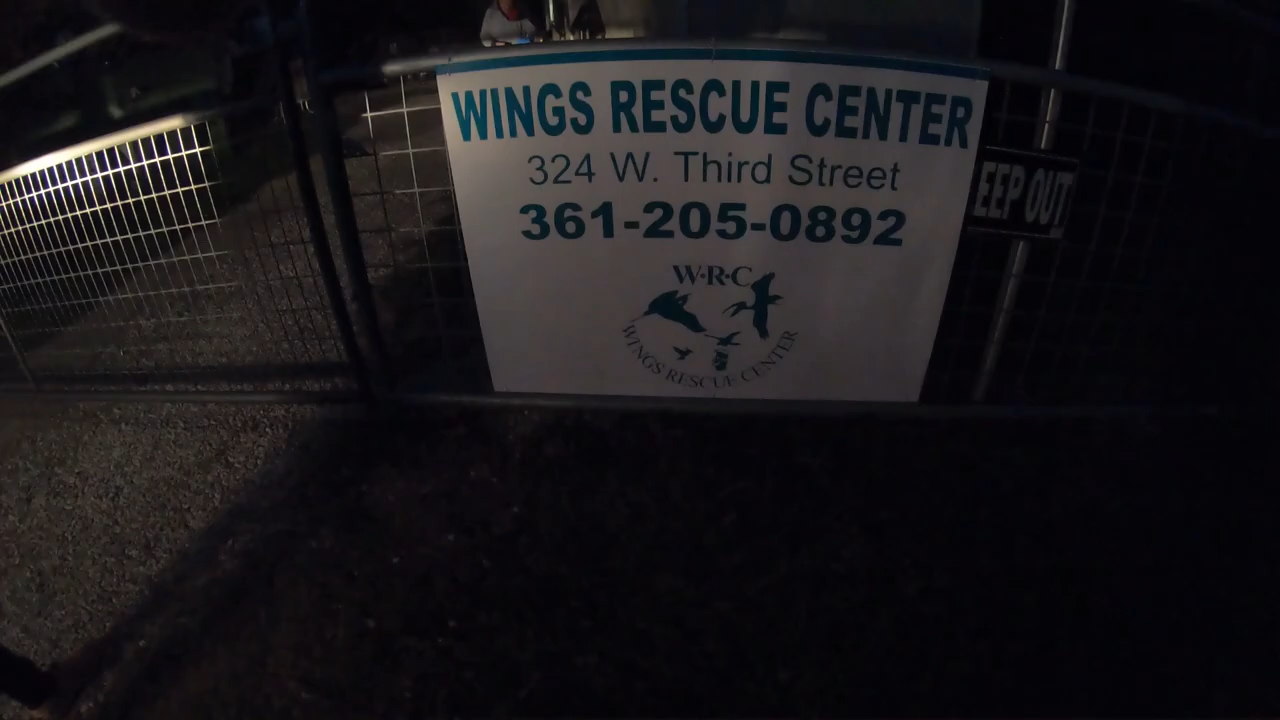 WINGS RESCUE CENTER
324 W. Third Street
361-205-0892
W·R·C
WINGS RESCUE CENTER
EEP OUT